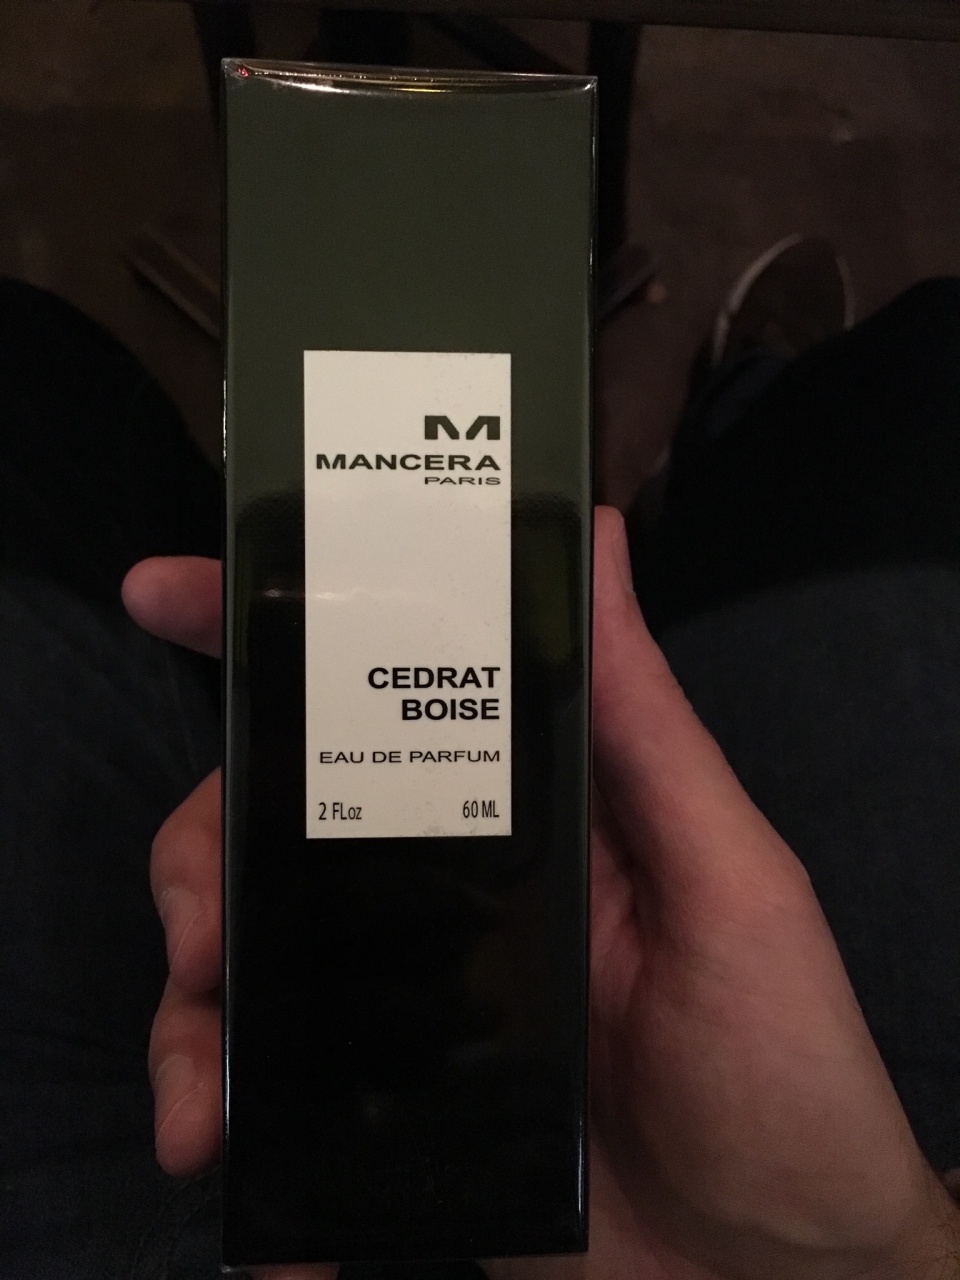 M
MANCERA
PARIS
CEDRAT
BOISE
EAU DE PARFUM
2 FLoz 60 ML